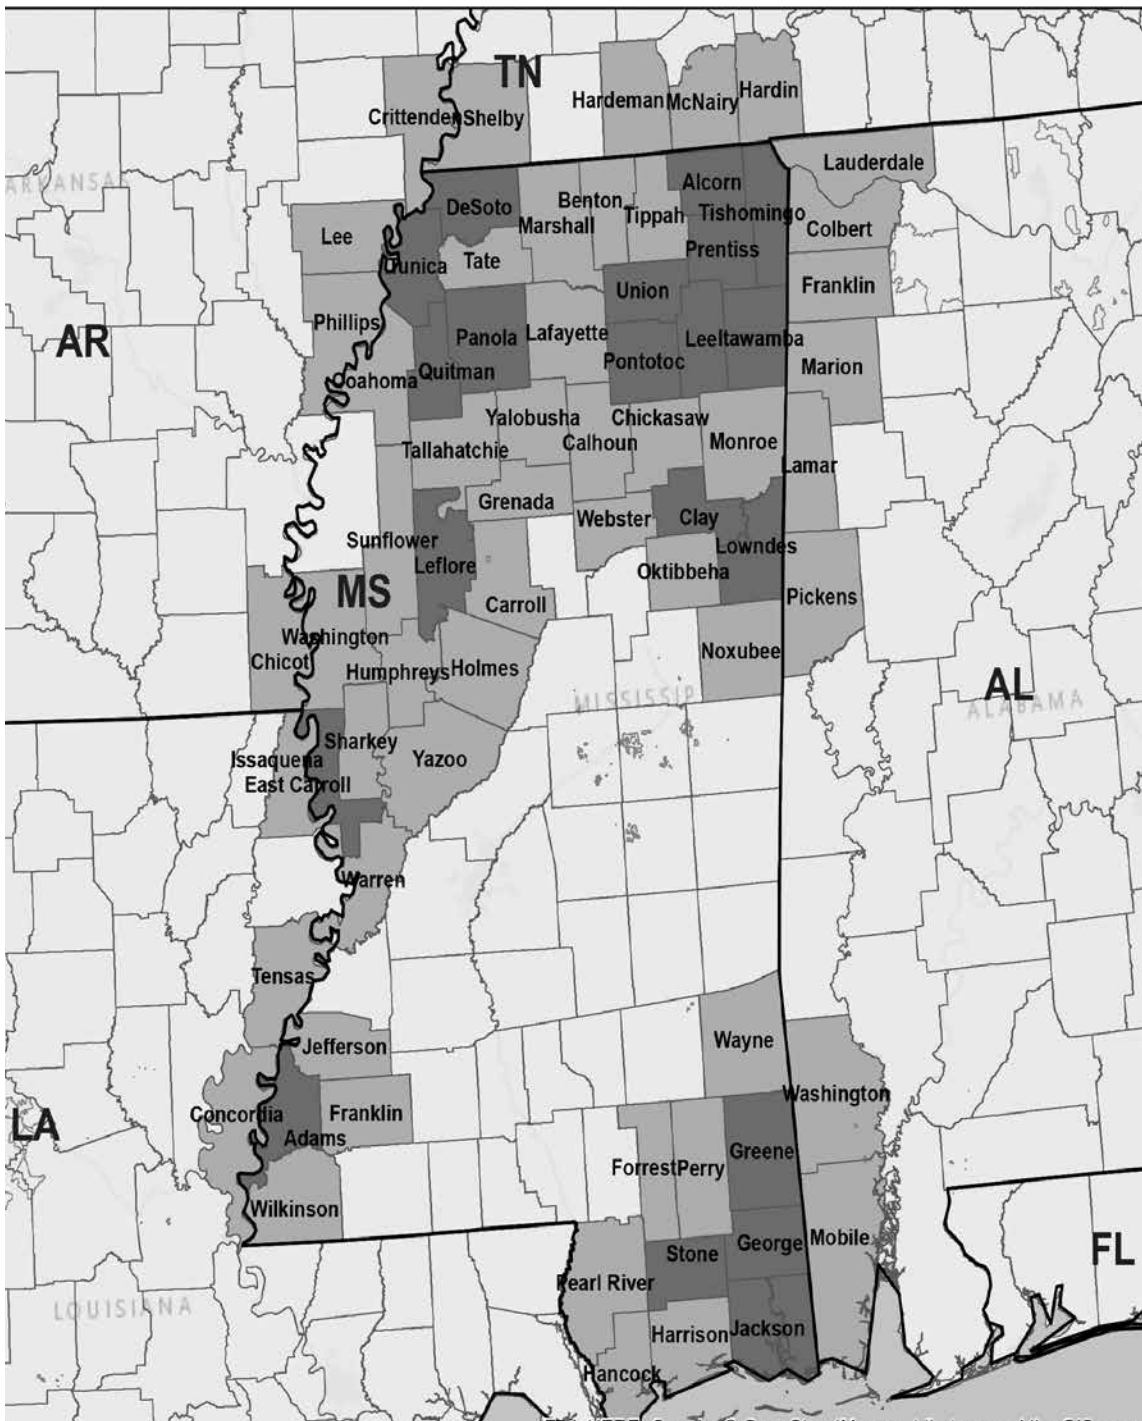 TN
Hardin
Hardeman
McNairy
Crittenden
Shelby
Lauderdale
ARKANSAS
Alcorn
Benton
DeSoto
Tippah
Tishomingo
Marshall
Colbert
Lee
Prentiss
Tunica
Tate
Franklin
Union
Phillips
AR
Panola
Lafayette
Lee
Itawamba
Pontotoc
Marion
Quitman
Coahoma
Yalobusha
Chickasaw
Calhoun
Monroe
Tallahatchie
Lamar
Grenada
Webster
Clay
Sunflower
Lowndes
Leflore
Oktibbeha
MS
Pickens
Carroll
Washington
Noxubee
Chicot
Humphreys
Holmes
AL
MISSISSIP
ALABAMA
Sharkey
Issaquena
Yazoo
East Carroll
Warren
Tensas
Wayne
Jefferson
Washington
Concordia
Franklin
LA
Adams
Greene
Forrest
Perry
Wilkinson
Mobile
George
FL
Stone
Pearl River
LOUISIANA
Harrison
Jackson
Hancock